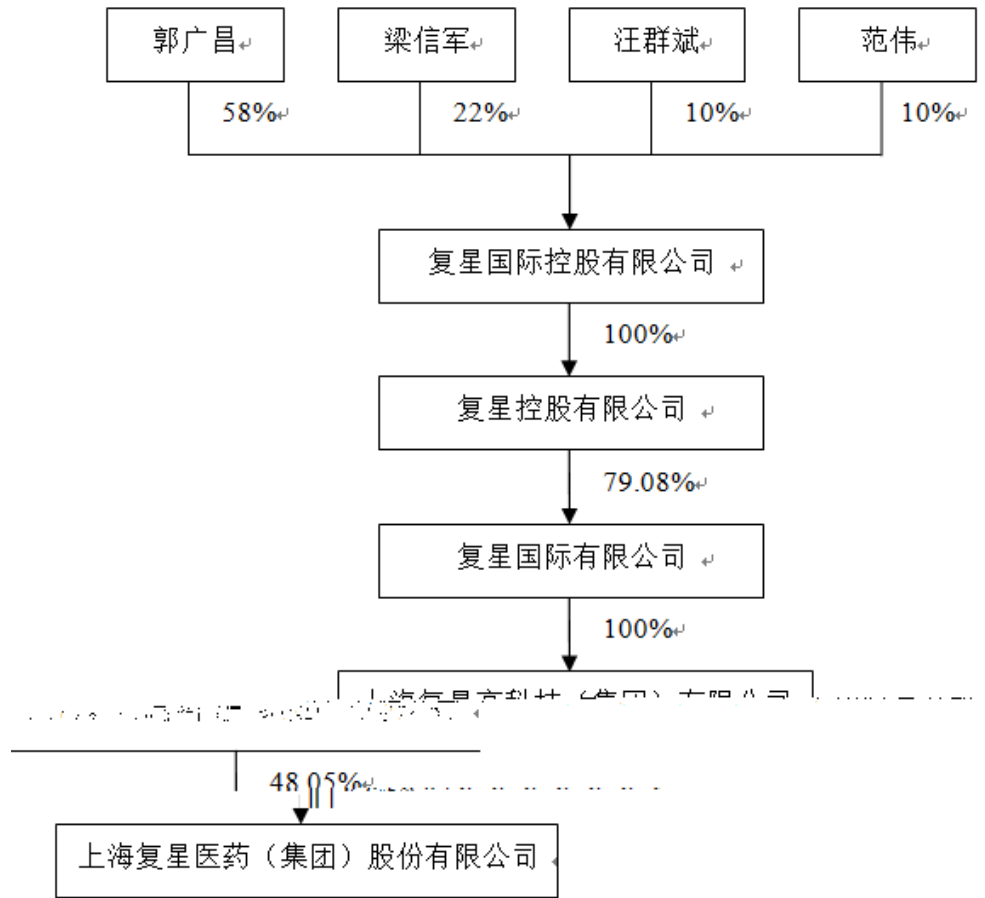 郭广昌
梁信军
汪群斌
范伟
58%
22%
10%
10%
复星国际控股有限公司
100%
复星控股有限公司
79.08%
复星国际有限公司
100%
48.05%
上海复星医药（集团）股份有限公司